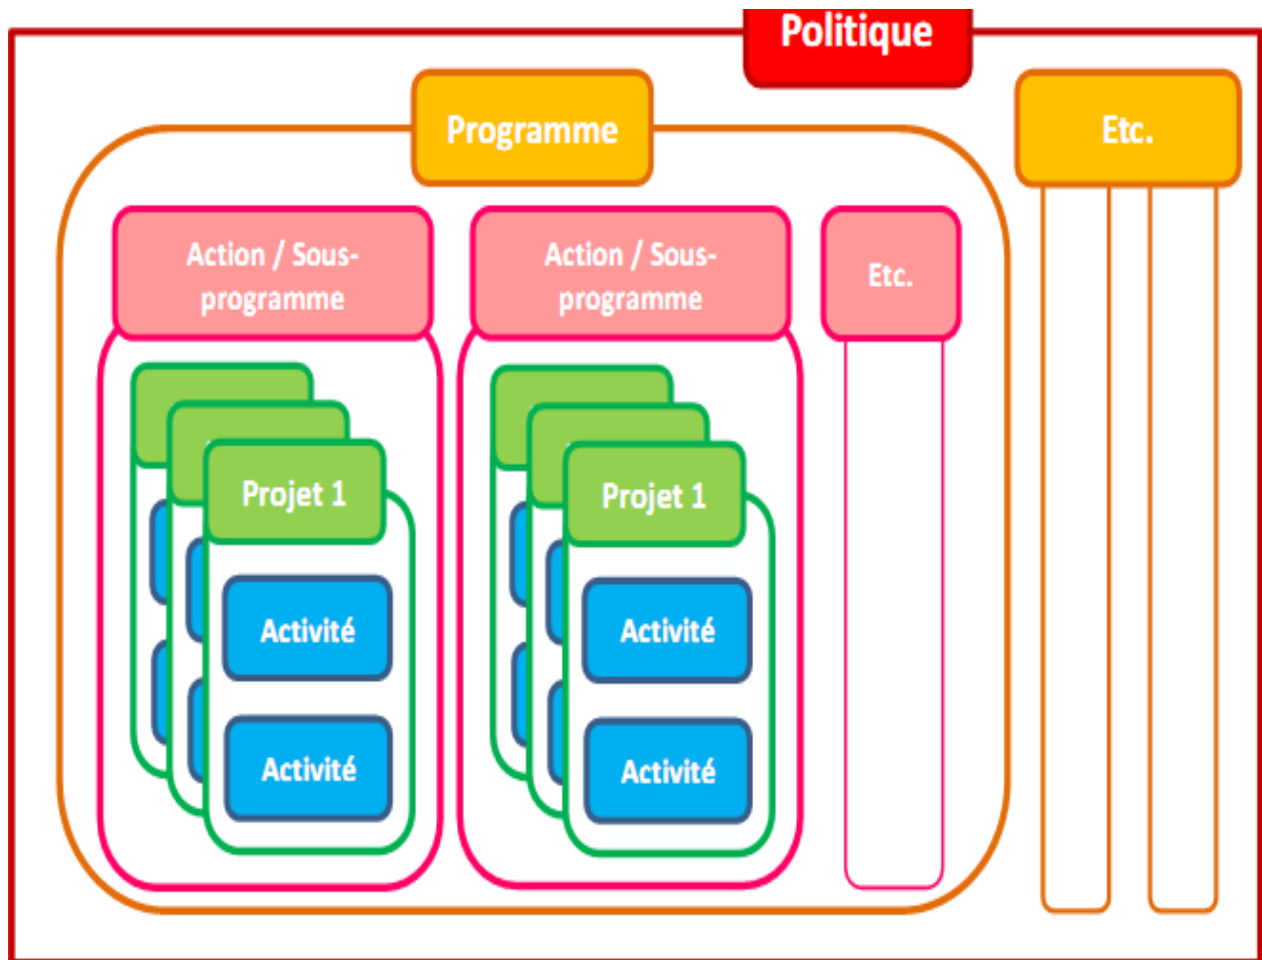 Politique
Programme
Etc.
Action / Sous-
programme
Action / Sous-
programme
Etc.
Projet 1
Projet 1
Activité
Activité
Activité
Activité